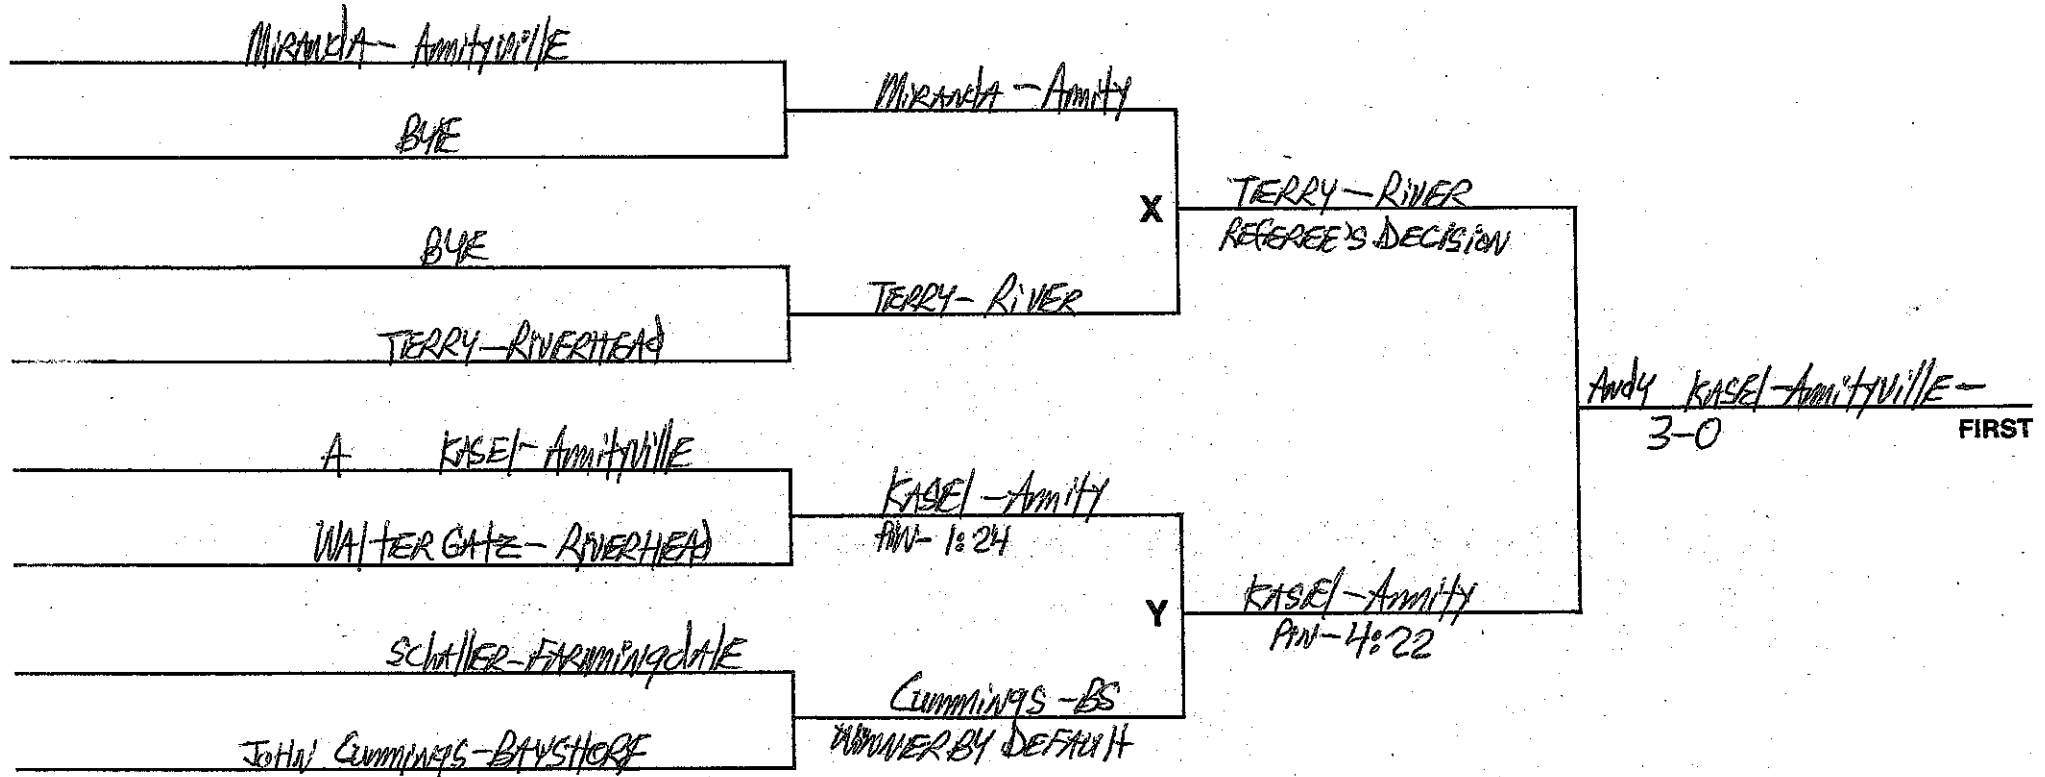 Miranda - Amityville
BYE
BYE
TERRY - RIVERHEAD
A KASEl - Amityville
WAlTER GATZ - RIVERHEAD
SCHAllER - FARmmingdAlE
JOHN Cummings - BAYSHORE
Miranda - Amity
TERRY - RiVER
KASEl - Amity
PiN - 1:24
Cummings - BS
WINNER BY DEFAULT
X
TERRY - RiVER
REFEREE'S DECISION
Y
KASEl - Amity
PiN - 4:22
Andy KASEl - Amityville -
3-0
FIRST